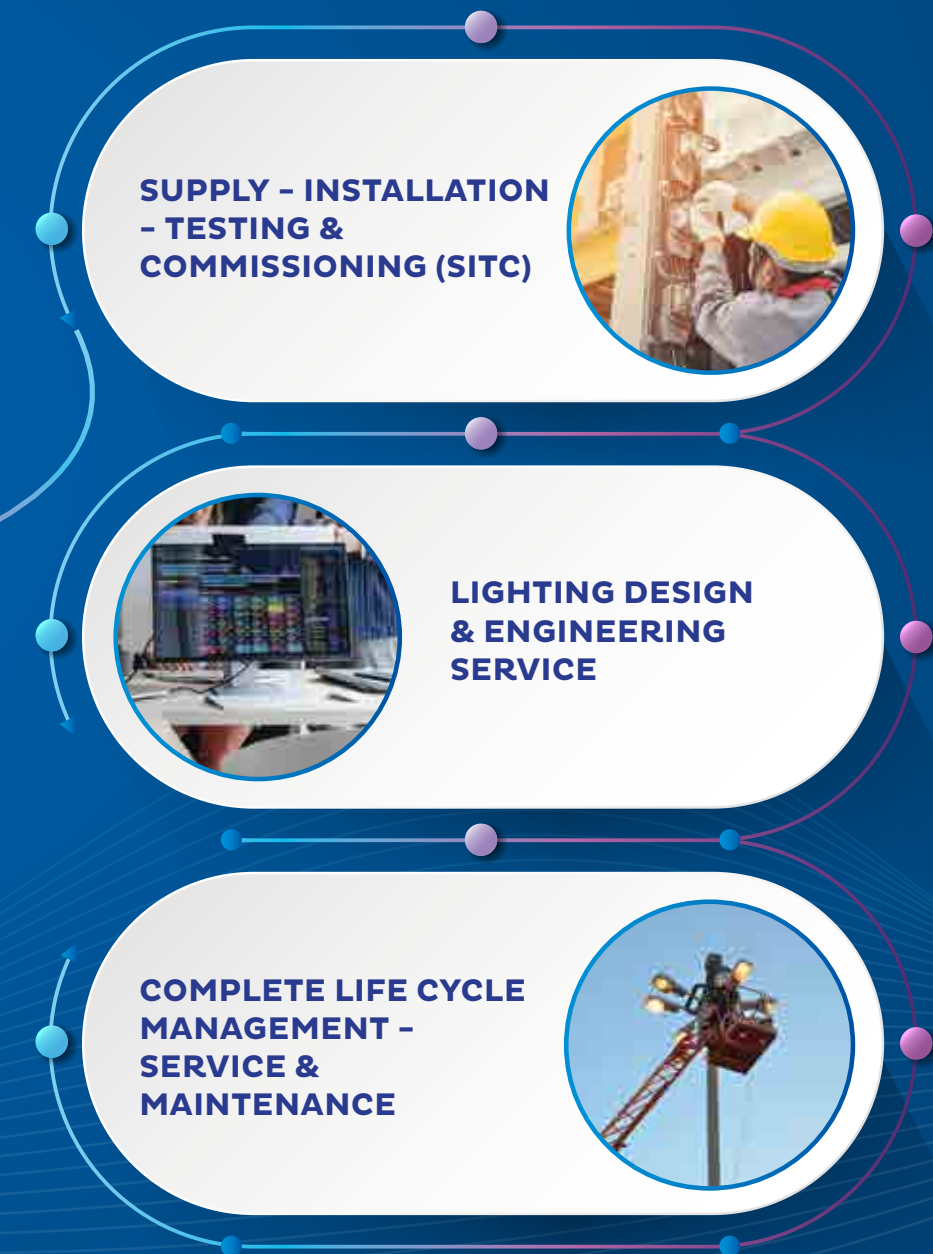 SUPPLY – INSTALLATION
– TESTING &
COMMISSIONING (SITC)
LIGHTING DESIGN
& ENGINEERING
SERVICE
COMPLETE LIFE CYCLE
MANAGEMENT –
SERVICE &
MAINTENANCE